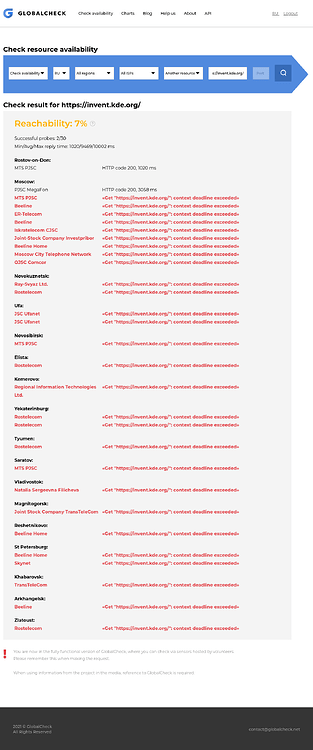 GLOBALCHECK
Check availability Charts Blog Help us About API
RU Logout
Check resource availability
Check availability RU All regions All ISPs Another resource s://invent.kde.org/
Check result for https://invent.kde.org/
Reachability: 7%
Successful probes: 2/30
Min/Avg/Max reply time: 1020/9469/10002 ms
Rostov-on-Don:
MTS PJSC HTTP code 200, 1020 ms
Moscow:
PJSC MegaFon HTTP code 200, 3058 ms
MTS PJSC «Get "https://invent.kde.org/": context deadline exceeded»
Beeline «Get "https://invent.kde.org/": context deadline exceeded»
ER-Telecom «Get "https://invent.kde.org/": context deadline exceeded»
Beeline «Get "https://invent.kde.org/": context deadline exceeded»
Iskratelecom CJSC «Get "https://invent.kde.org/": context deadline exceeded»
Joint-Stock Company Investpribor «Get "https://invent.kde.org/": context deadline exceeded»
Beeline Home «Get "https://invent.kde.org/": context deadline exceeded»
Moscow City Telephone Network «Get "https://invent.kde.org/": context deadline exceeded»
OJSC Comcor «Get "https://invent.kde.org/": context deadline exceeded»
Novokuznetsk:
Ray-Svyaz Ltd. «Get "https://invent.kde.org/": context deadline exceeded»
Rostelecom «Get "https://invent.kde.org/": context deadline exceeded»
Ufa:
JSC Ufanet «Get "https://invent.kde.org/": context deadline exceeded»
JSC Ufanet «Get "https://invent.kde.org/": context deadline exceeded»
Novosibirsk:
MTS PJSC «Get "https://invent.kde.org/": context deadline exceeded»
Elista:
Rostelecom «Get "https://invent.kde.org/": context deadline exceeded»
Kemerovo:
Regional Information Technologies «Get "https://invent.kde.org/": context deadline exceeded»
Ltd.
Yekaterinburg:
Rostelecom «Get "https://invent.kde.org/": context deadline exceeded»
Rostelecom «Get "https://invent.kde.org/": context deadline exceeded»
Tyumen:
Rostelecom «Get "https://invent.kde.org/": context deadline exceeded»
Saratov:
MTS PJSC «Get "https://invent.kde.org/": context deadline exceeded»
Vladivostok:
Natalia Sergeevna Filicheva «Get "https://invent.kde.org/": context deadline exceeded»
Magnitogorsk:
Joint Stock Company TransTeleCom «Get "https://invent.kde.org/": context deadline exceeded»
Reshetnikovo:
Beeline Home «Get "https://invent.kde.org/": context deadline exceeded»
St Petersburg:
Beeline Home «Get "https://invent.kde.org/": context deadline exceeded»
Skynet «Get "https://invent.kde.org/": context deadline exceeded»
Khabarovsk:
TransTeleCom «Get "https://invent.kde.org/": context deadline exceeded»
Arkhangelsk:
Beeline «Get "https://invent.kde.org/": context deadline exceeded»
Zlatoust:
Rostelecom «Get "https://invent.kde.org/": context deadline exceeded»
You are now at the fully functional version of GlobalCheck, where you can check via sensors hosted by volunteers.
Please remember this when making the request.
When using information from the project in the media, reference to GlobalCheck is required.
2023 © GlobalCheck
All Rights Reserved.
contact@globalcheck.net